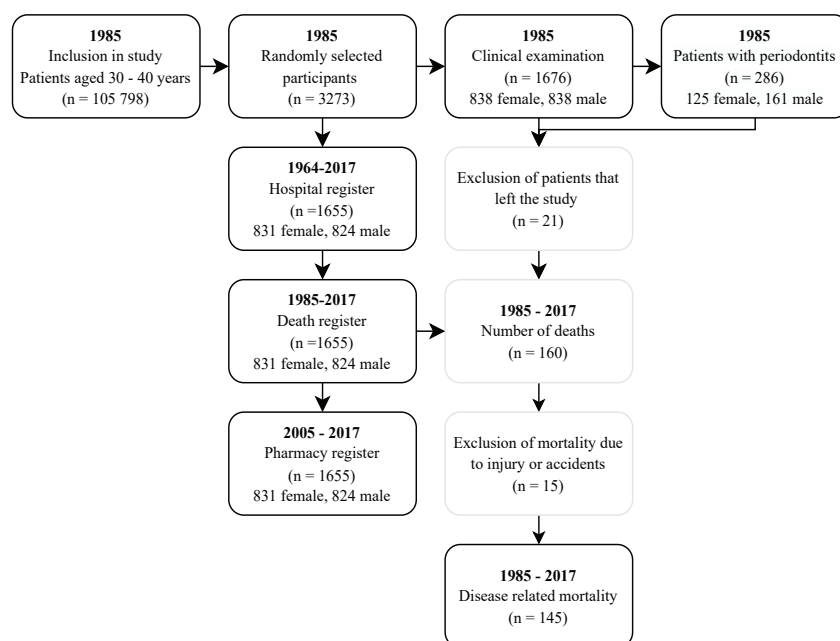 1985
Inclusion in study
Patients aged 30 - 40 years
(n = 105 798)
1985
Randomly selected
participants
(n = 3273)
1985
Clinical examination
(n = 1676)
838 female, 838 male
1985
Patients with periodontits
(n = 286)
125 female, 161 male
1964-2017
Hospital register
(n =1655)
831 female, 824 male
Exclusion of patients that
left the study
(n = 21)
1985-2017
Death register
(n =1655)
831 female, 824 male
1985 - 2017
Number of deaths
(n = 160)
2005 - 2017
Pharmacy register
(n = 1655)
831 female, 824 male
Exclusion of mortality due
to injury or accidents
(n = 15)
1985 - 2017
Disease related mortality
(n = 145)